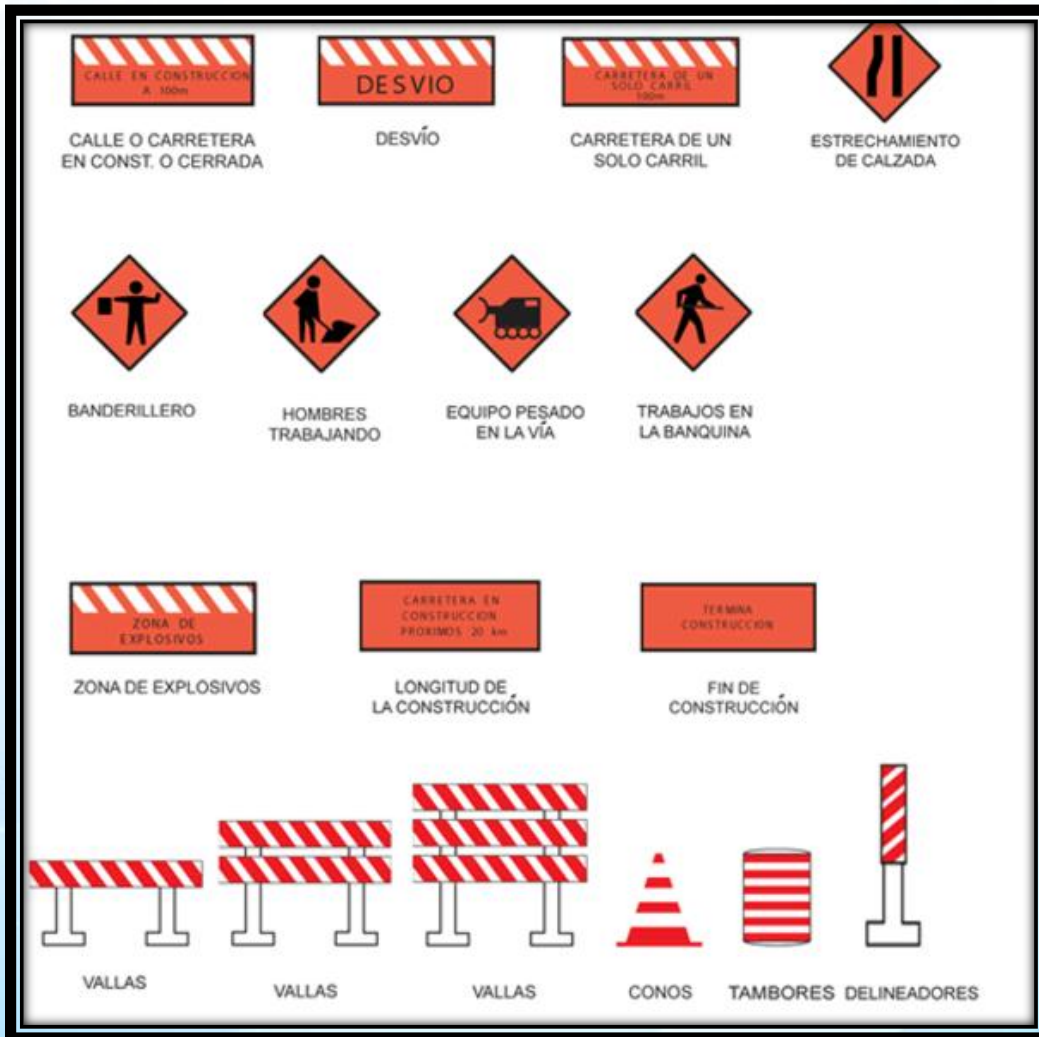 CALLE EN CONSTRUCCION
A 100m
DESVIO
CARRETERA DE UN
SOLO CARRIL
100m
CALLE O CARRETERA
EN CONST. O CERRADA
DESVÍO
CARRETERA DE UN
SOLO CARRIL
ESTRECHAMIENTO
DE CALZADA
BANDERILLERO
HOMBRES
TRABAJANDO
EQUIPO PESADO
EN LA VÍA
TRABAJOS EN
LA BANQUINA
ZONA DE
EXPLOSIVOS
CARRETERA EN
CONSTRUCCION
PROXIMOS 20 km
TERMINA
CONSTRUCCION
ZONA DE EXPLOSIVOS
LONGITUD DE
LA CONSTRUCCIÓN
FIN DE
CONSTRUCCIÓN
VALLAS
VALLAS
VALLAS
CONOS
TAMBORES
DELINEADORES